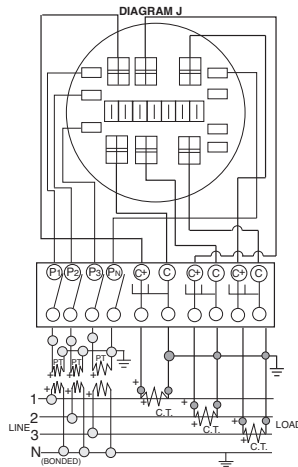 DIAGRAM J
P1 P2 P3 PN C+ C C+ C C+ C
PT PT PT
+ + +
+ + +
1
+ C.T.
2
+ C.T.
LINE LOAD
3
+ C.T.
N
(BONDED)